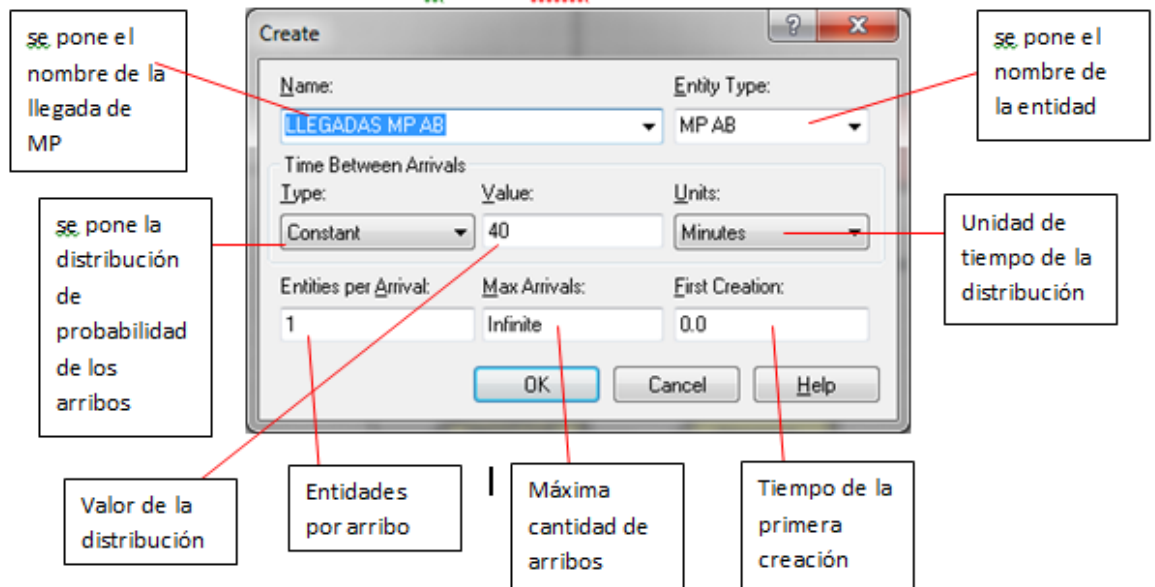 se pone el
nombre de la
llegada de
MP
Create
Name:
Entity Type:
LLEGADAS MP AB
MP AB
Time Between Arrivals
Type:
Value:
Units:
Constant
40
Minutes
Entities per Arrival:
Max Arrivals:
First Creation:
1
Infinite
0.0
OK
Cancel
Help
se pone el
nombre de
la entidad
se pone la
distribución
de
probabilidad
de los
arribos
Unidad de
tiempo de la
distribución
Valor de la
distribución
Entidades
por arribo
Máxima
cantidad de
arribos
Tiempo de la
primera
creación